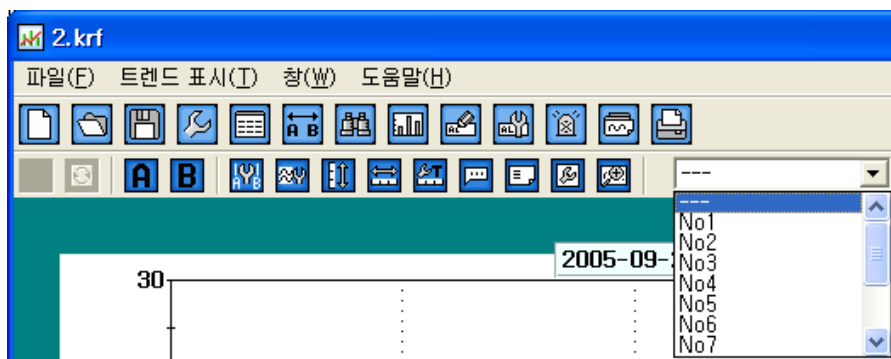 2.krf
파일(F) 트렌드 표시(T) 창(W) 도움말(H)
A B
A B
---
---
No1
No2
No3
No4
No5
No6
No7
2005-09-
30